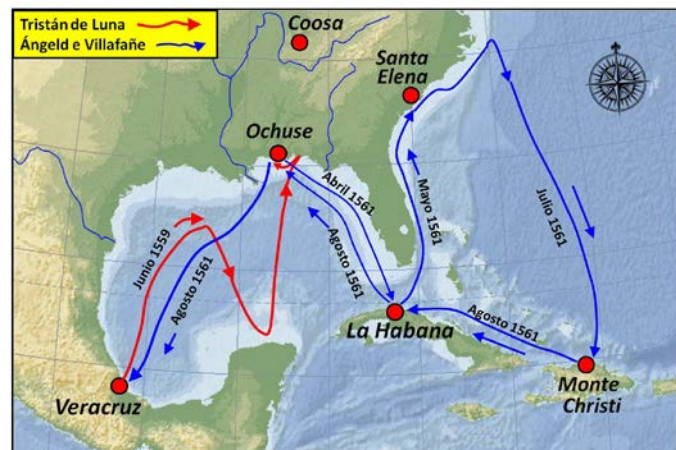 Tristán de Luna
Ángeld e Villafañe
Coosa
Santa
Elena
Ochuse
Abril 1561
Mayo 1561
Julio 1561
Junio 1559
Agosto 1561
Agosto 1561
Agosto 1561
La Habana
Veracruz
Monte
Christi